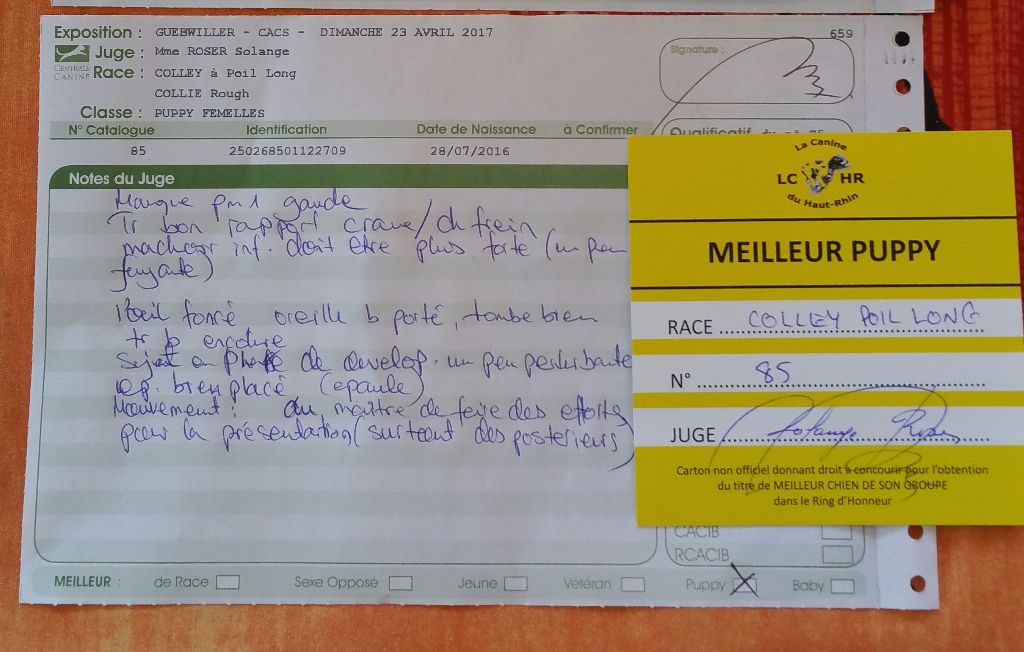 Exposition : GUEBWILLER - CACS - DIMANCHE 23 AVRIL 2017
659
CENTRALE CANINE
Juge : Mme ROSER Solange
Signature :
Race : COLLEY à Poil Long
COLLIE Rough
Classe : PUPPY FEMELLES
N° Catalogue Identification Date de Naissance à Confirmer
Qualificatif
85 250268501122709 28/07/2016
Notes du Juge
Manque pm1 gauche
Tr bon rapport crane/chfrein
machoir inf. doit etre plus forte (un peu
fuyante)
l'oeil foncé oreille b porté, tombe bien
tr b encolure
Sujet en phase de develop. un peu
ep. bien placé (epaule)
Mouvement : au maître de faire des efforts
pour la présentation (surtout des posterieurs)
CACIB
RCACIB
MEILLEUR : de Race Sexe Opposé Jeune Vétéran Puppy Baby
La Canine
LC HR
du Haut-Rhin
MEILLEUR PUPPY
RACE COLLEY POIL LONG
N° 85
JUGE Solange Roser
Carton non officiel donnant droit à concourir pour l'obtention
du titre de MEILLEUR CHIEN DE SON GROUPE
dans le Ring d'Honneur